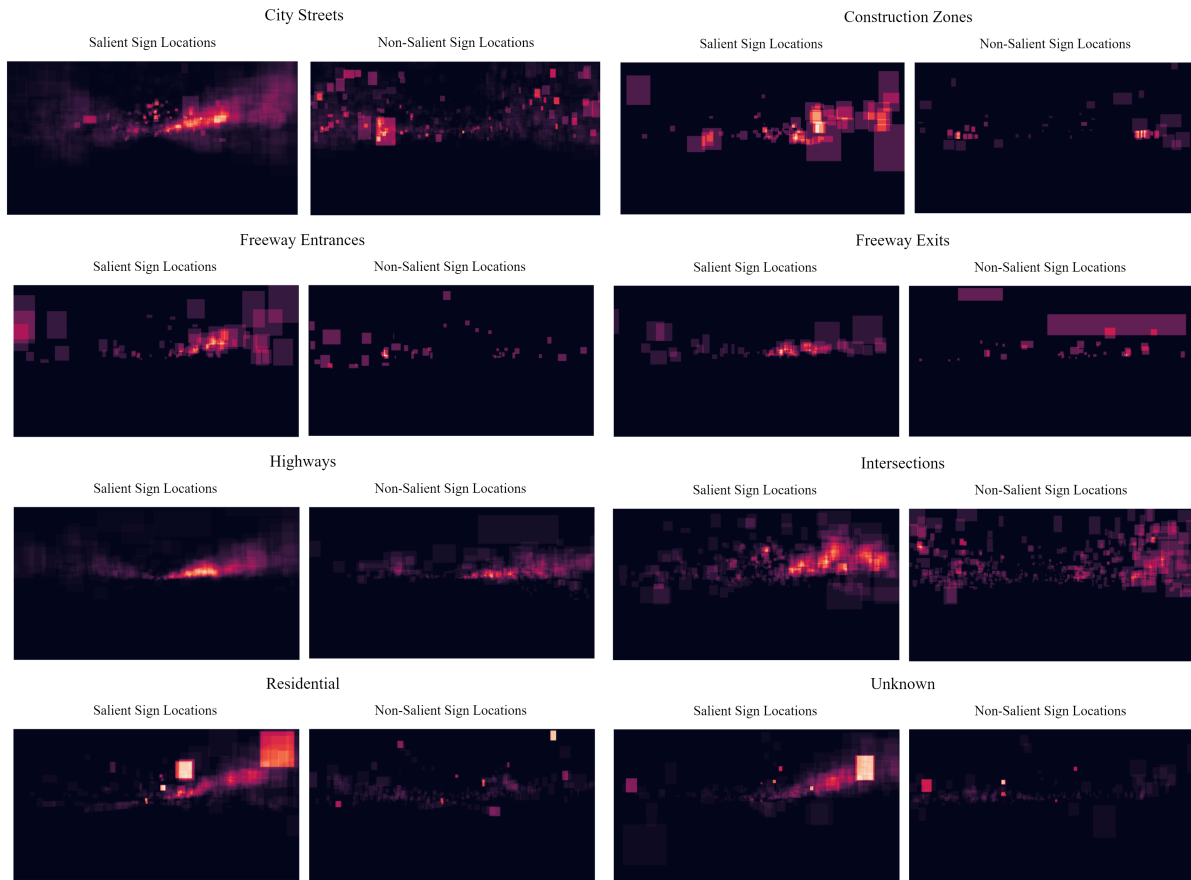 City Streets
Salient Sign Locations
Non-Salient Sign Locations
Construction Zones
Salient Sign Locations
Non-Salient Sign Locations
Freeway Entrances
Salient Sign Locations
Non-Salient Sign Locations
Freeway Exits
Salient Sign Locations
Non-Salient Sign Locations
Highways
Salient Sign Locations
Non-Salient Sign Locations
Intersections
Salient Sign Locations
Non-Salient Sign Locations
Residential
Salient Sign Locations
Non-Salient Sign Locations
Unknown
Salient Sign Locations
Non-Salient Sign Locations